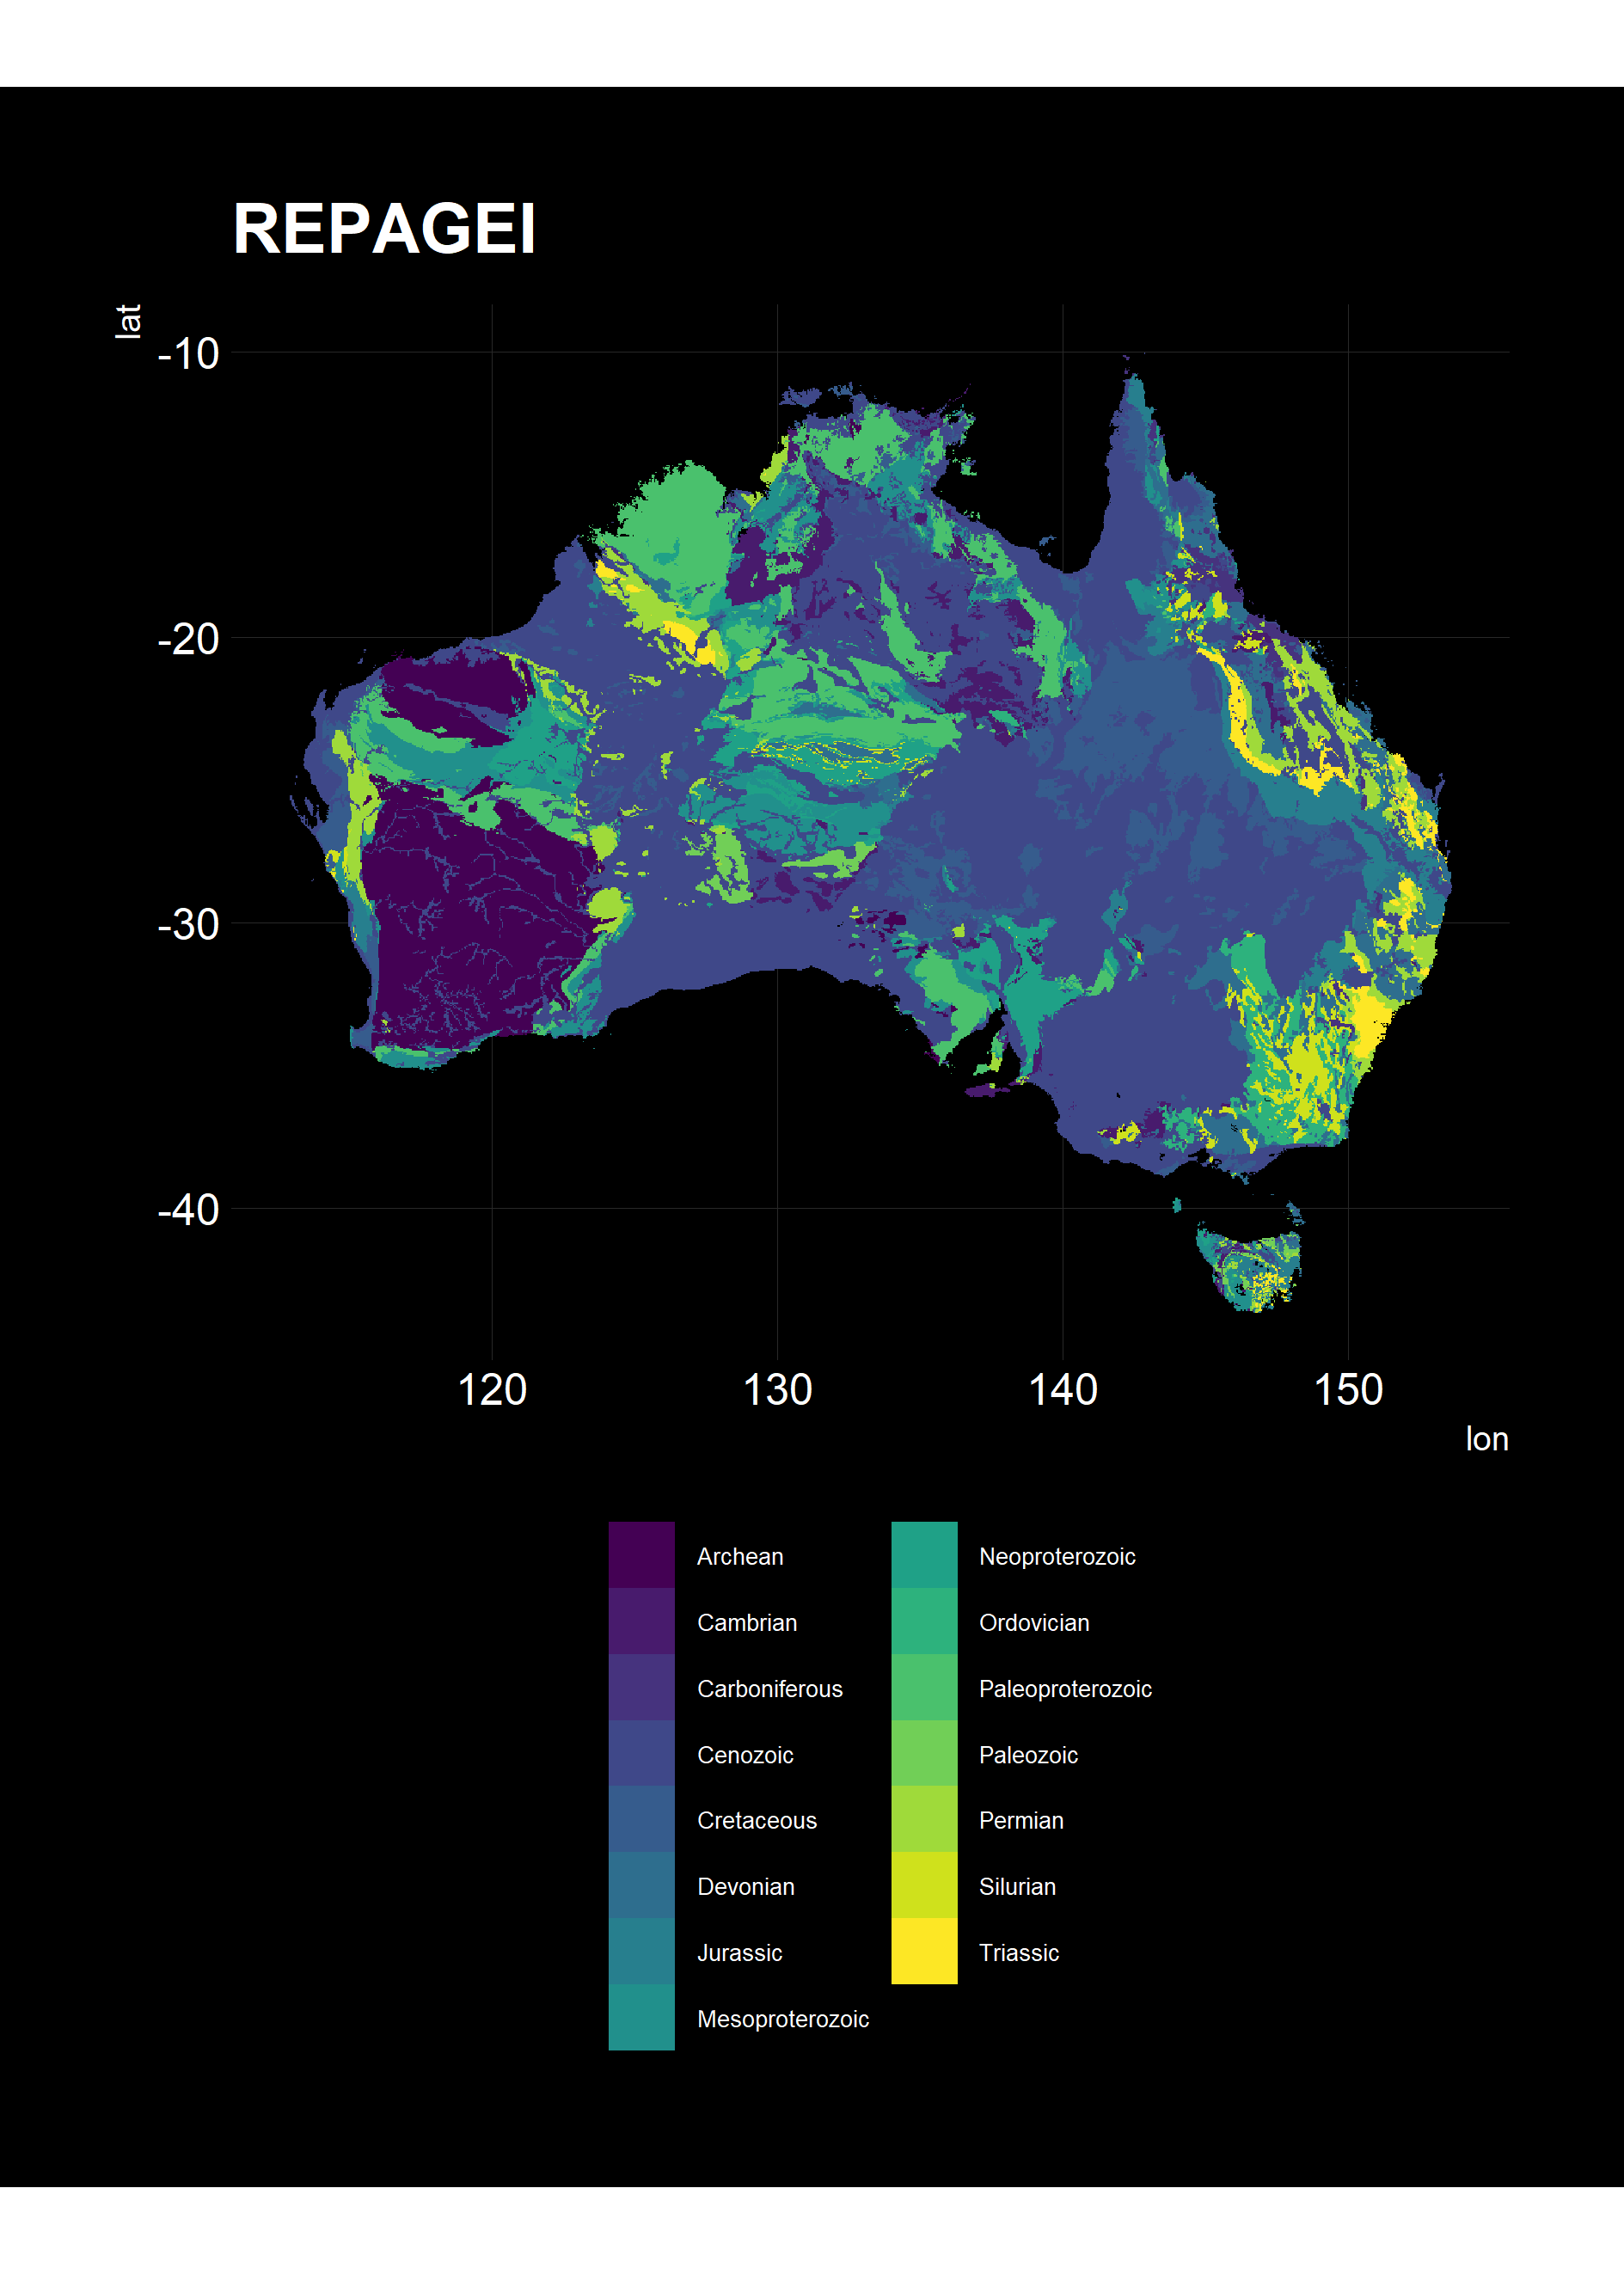 REPAGEI
lat
-10
-20
-30
-40
120 130 140 150
lon
Archean
Cambrian
Carboniferous
Cenozoic
Cretaceous
Devonian
Jurassic
Mesoproterozoic
Neoproterozoic
Ordovician
Paleoproterozoic
Paleozoic
Permian
Silurian
Triassic